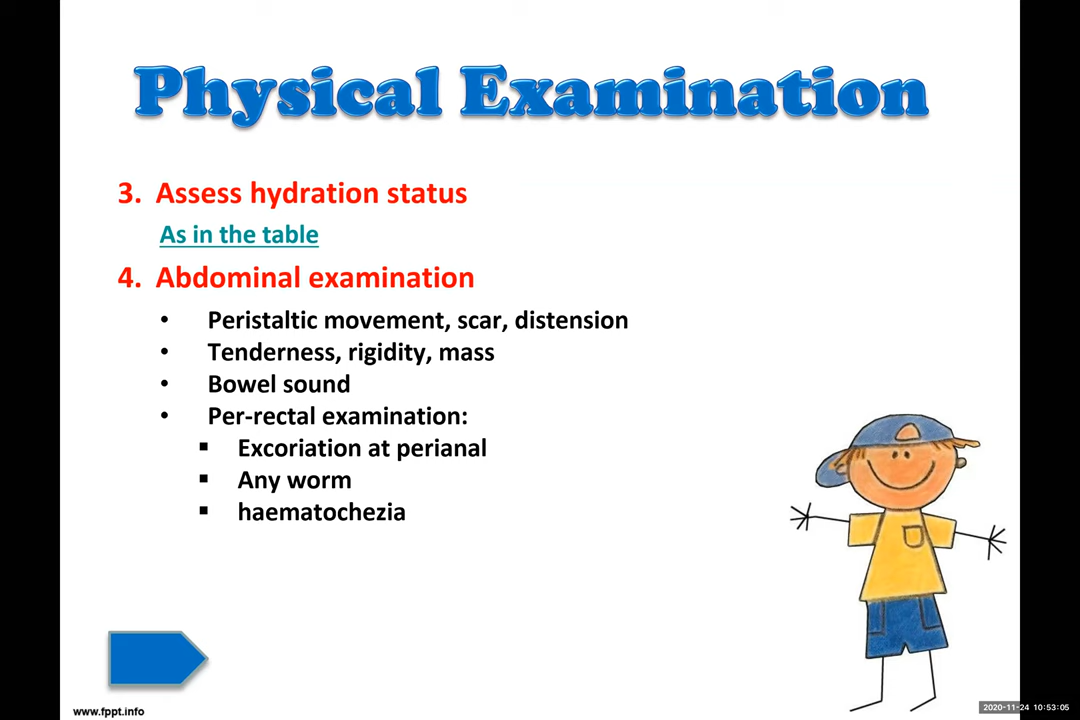 Physical Examination
3. Assess hydration status
As in the table
4. Abdominal examination
• Peristaltic movement, scar, distension
• Tenderness, rigidity, mass
• Bowel sound
• Per-rectal examination:
▪ Excoriation at perianal
▪ Any worm
▪ haematochezia
www.fppt.info
2020-11-24 10:53:05